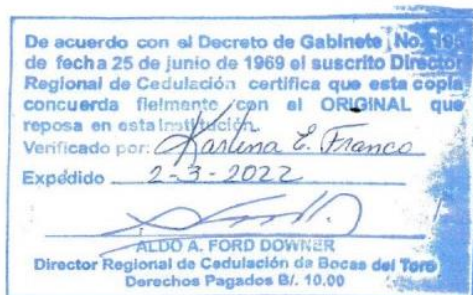 De acuerdo con el Decreto de Gabinete No. 195
de fecha 25 de junio de 1969 el suscrito Director
Regional de Cedulación certifica que esta copia
concuerda fielmente con el ORIGINAL que
reposa en esta institución.
Verificado por: Karlina E. Franco
Expedido 2-3-2022
ALDO A. FORD DOWNER
Director Regional de Cedulación de Bocas del Toro
Derechos Pagados B/. 10.00